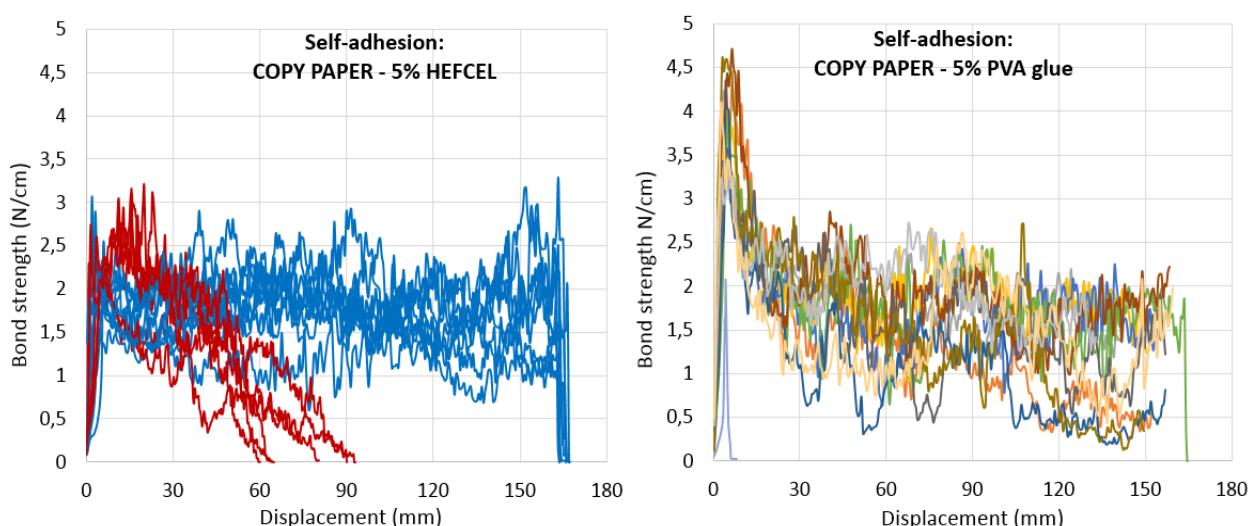 Self-adhesion:
COPY PAPER - 5% HEFCEL
Bond strength (N/cm)
5
4,5
4
3,5
3
2,5
2
1,5
1
0,5
0
0 30 60 90 120 150 180
Displacement (mm)
Self-adhesion:
COPY PAPER - 5% PVA glue
Bond strength N/cm)
5
4,5
4
3,5
3
2,5
2
1,5
1
0,5
0
0 30 60 90 120 150 180
Displacement (mm)